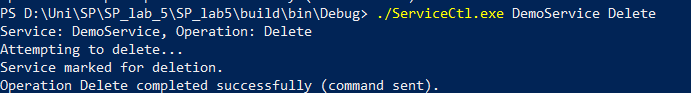 PS D:\Uni\SP\SP_lab_5\SP_lab5\build\bin\Debug> ./ServiceCtl.exe DemoService Delete
Service: DemoService, Operation: Delete
Attempting to delete...
Service marked for deletion.
Operation Delete completed successfully (command sent).